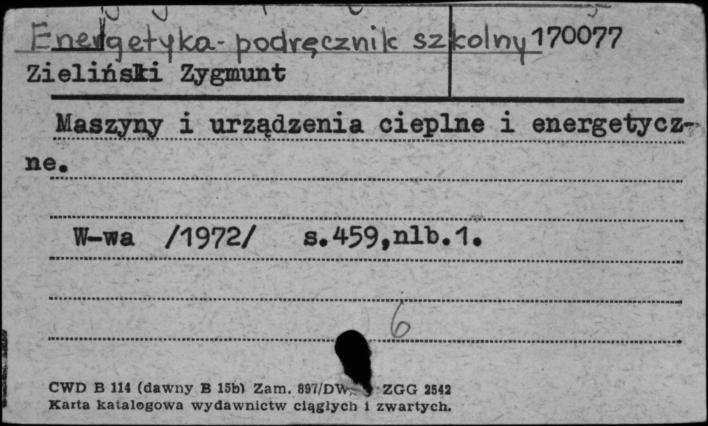 Energetyka - podręcznik szkolny 170077
Zieliński Zygmunt
Maszyny i urządzenia cieplne i energetycz-
ne.
W-wa /1972/ s.459,nlb.1.
6
CWD B 114 (dawny B 15b) Zam. 897/DW. ZGG 2542
Karta katalogowa wydawnictw ciągłych i zwartych.